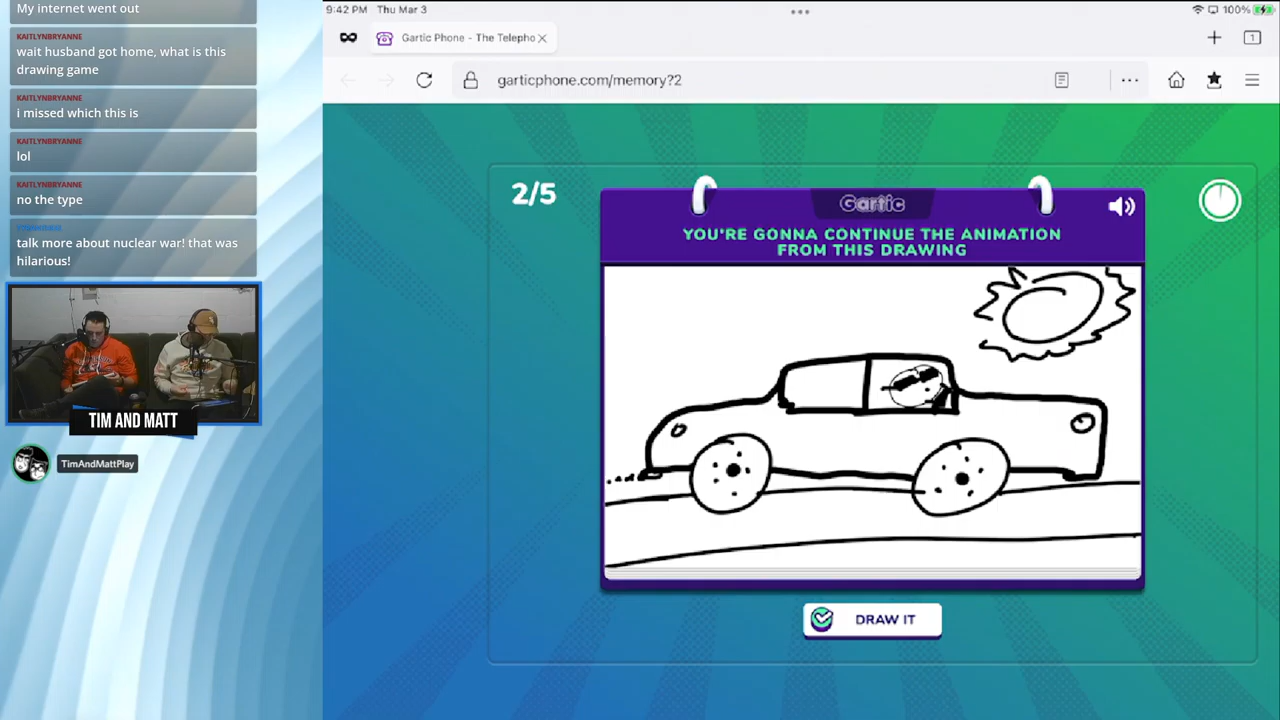 My internet went out
KAITLYNBRYANNE
wait husband got home, what is this
drawing game
KAITLYNBRYANNE
i missed which this is
KAITLYNBRYANNE
lol
KAITLYNBRYANNE
no the type
talk more about nuclear war! that was
hilarious!
TIM AND MATT
TimAndMattPlay
9:42 PM Thu Mar 3
100%
Gartic Phone - The Telepho
1
garticphone.com/memory?2
2/5
Gartic
YOU'RE GONNA CONTINUE THE ANIMATION
FROM THIS DRAWING
DRAW IT